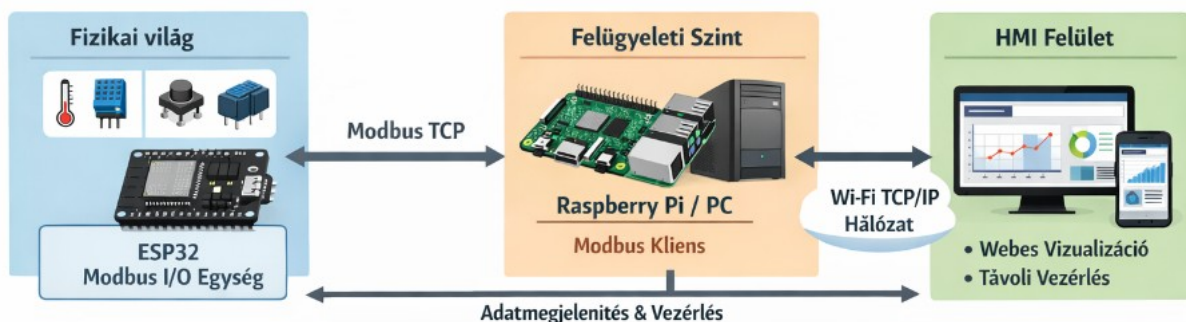 Fizikai világ
ESP32
Modbus I/O Egység
Modbus TCP
Felügyeleti Szint
Raspberry Pi / PC
Modbus Kliens
Wi-Fi TCP/IP
Hálózat
HMI Felület
• Webes Vizualizáció
• Távoli Vezérlés
Adatmegjelenítés & Vezérlés